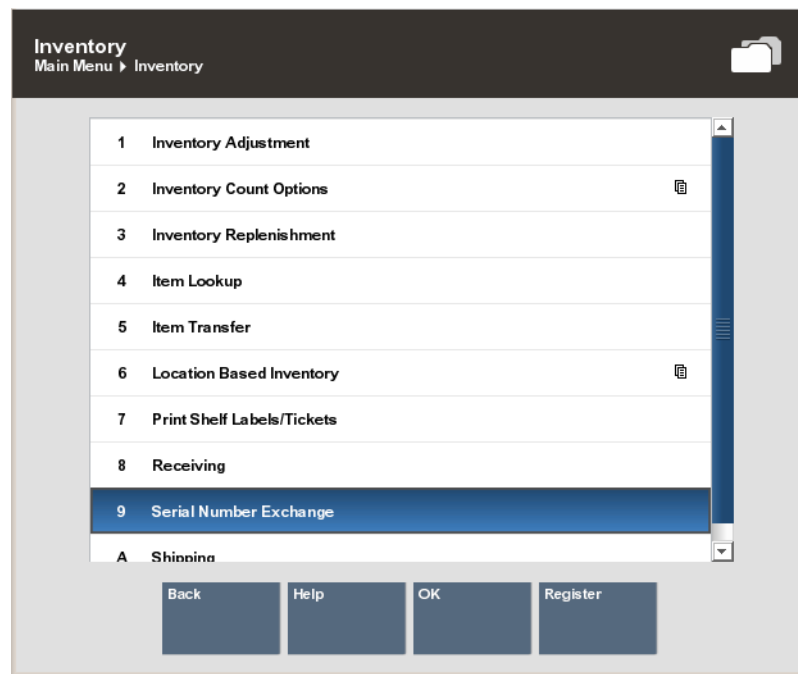 Inventory
Main Menu ▸ Inventory
1 Inventory Adjustment
2 Inventory Count Options
3 Inventory Replenishment
4 Item Lookup
5 Item Transfer
6 Location Based Inventory
7 Print Shelf Labels/Tickets
8 Receiving
9 Serial Number Exchange
A Shipping
Back Help OK Register